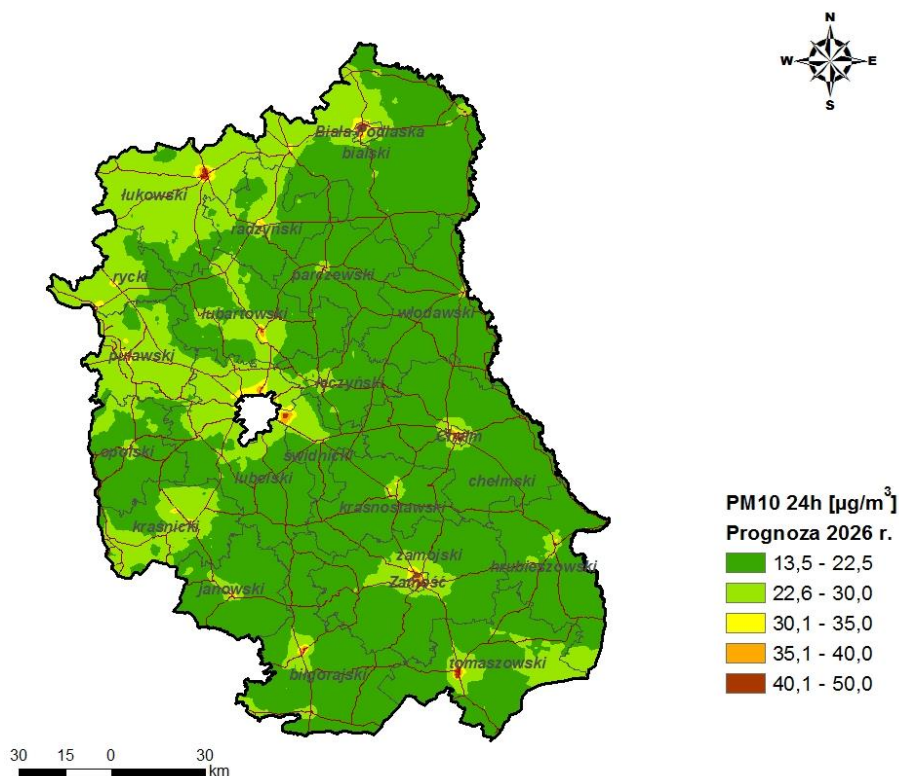 N
W E
S
Biała Podlaska
bialski
łukowski
radzyński
rycki
parczewski
lubartowski
włodawski
puławski
łęczyński
Chełm
opolski
świdnicki
lubelski
chełmski
krasnostawski
kraśnicki
zamojski
hrubieszowski
Zamość
janowski
tomaszowski
biłgorajski
PM10 24h [µg/m³]
Prognoza 2026 r.
13,5 - 22,5
22,6 - 30,0
30,1 - 35,0
35,1 - 40,0
40,1 - 50,0
30 15 0 30
km